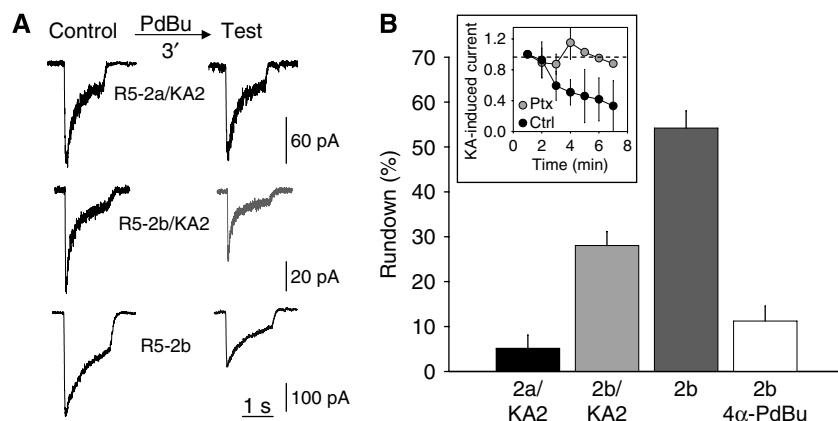 A
Control
PdBu
3′
Test
R5-2a/KA2
60 pA
R5-2b/KA2
20 pA
R5-2b
1 s
100 pA
B
Rundown (%)
70
60
50
40
30
20
10
0
KA-induced current
1.2
0.8
0.4
0.0
Ptx
Ctrl
0 2 4 6 8
Time (min)
2a/ 2b/ 2b 2b
KA2 KA2 4α-PdBu